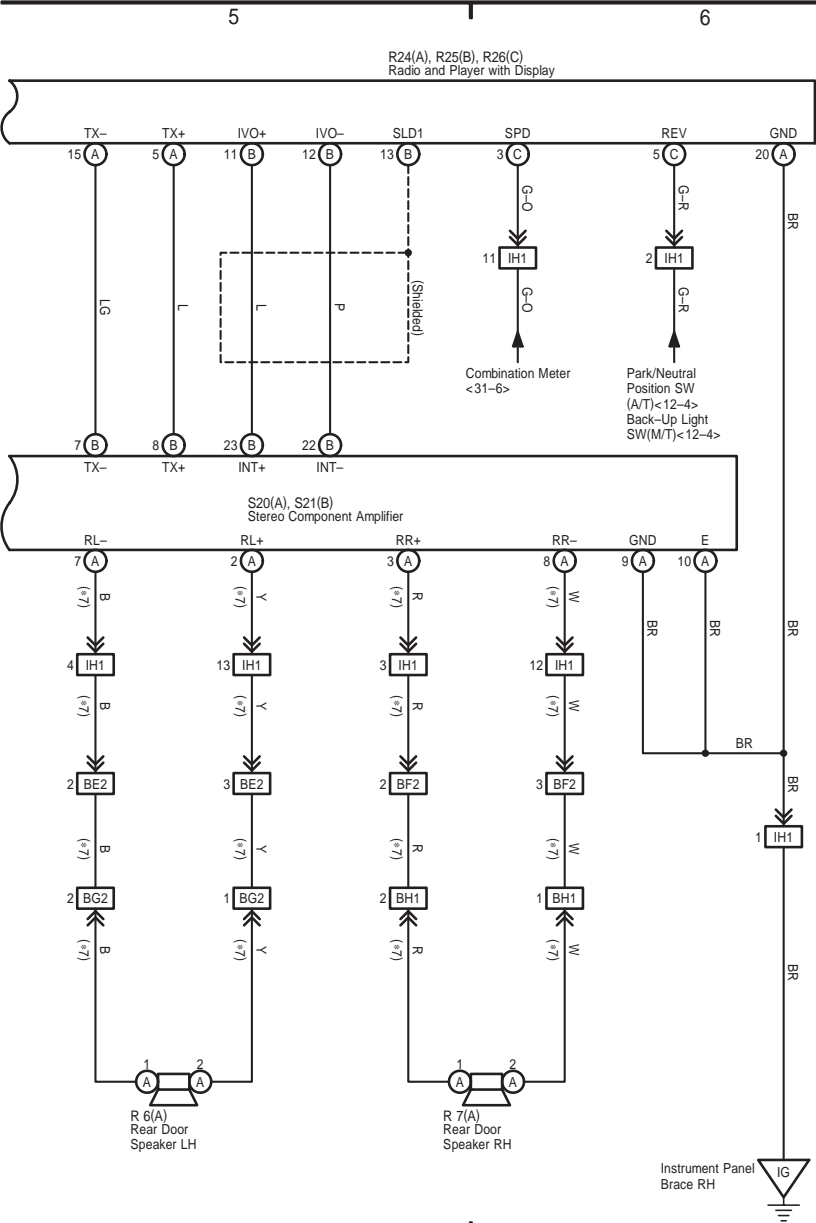 5 6
R24(A), R25(B), R26(C)
Radio and Player with Display
TX– TX+ IVO+ IVO– SLD1 SPD REV GND
15 A 5 A 11 B 12 B 13 B 3 C 5 C 20 A
G–O G–R BR
11 IH1 2 IH1
LG L L P (Shielded) G–O G–R
Combination Meter
<31–6>
Park/Neutral
Position SW
(A/T)<12–4>
Back–Up Light
SW(M/T)<12–4>
7 B 8 B 23 B 22 B
TX– TX+ INT+ INT–
S20(A), S21(B)
Stereo Component Amplifier
RL– RL+ RR+ RR– GND E
7 A 2 A 3 A 8 A 9 A 10 A
(*7) B (*7) Y (*7) R (*7) W BR BR BR
4 IH1 13 IH1 3 IH1 12 IH1
(*7) B (*7) Y (*7) R (*7) W
BR
2 BE2 3 BE2 2 BF2 3 BF2 BR
1 IH1
(*7) B (*7) Y (*7) R (*7) W
2 BG2 1 BG2 2 BH1 1 BH1
(*7) B (*7) Y (*7) R (*7) W BR
1 2 1 2
A A A A
R 6(A)
Rear Door
Speaker LH
R 7(A)
Rear Door
Speaker RH
Instrument Panel
Brace RH
IG